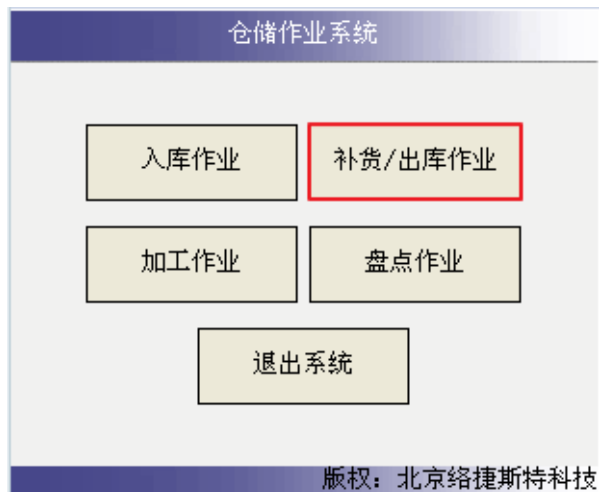 仓储作业系统
入库作业 补货/出库作业
加工作业 盘点作业
退出系统
版权：北京络捷斯特科技